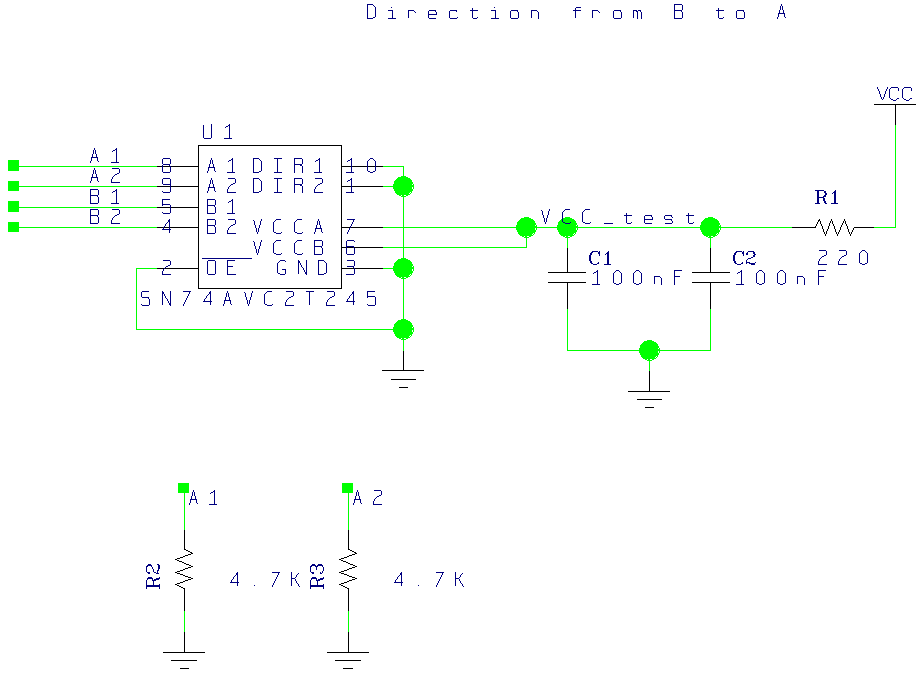 Direction from B to A
VCC
U1
A1 8 A1 DIR1 10
A2 9 A2 DIR2 1
B1 5 B1
B2 4 B2 VCCA 7 VCC_test R1
VCCB 6 220
2 OE GND 3 C1 C2
100nF 100nF
SN74AVC2T245
A1 A2
R2 4.7K R3 4.7K